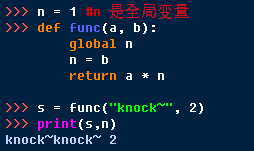 >>> n = 1 #n 是全局变量
>>> def func(a, b):
        global n
        n = b
        return a * n

>>> s = func("knock~", 2)
>>> print(s,n)
knock~knock~ 2